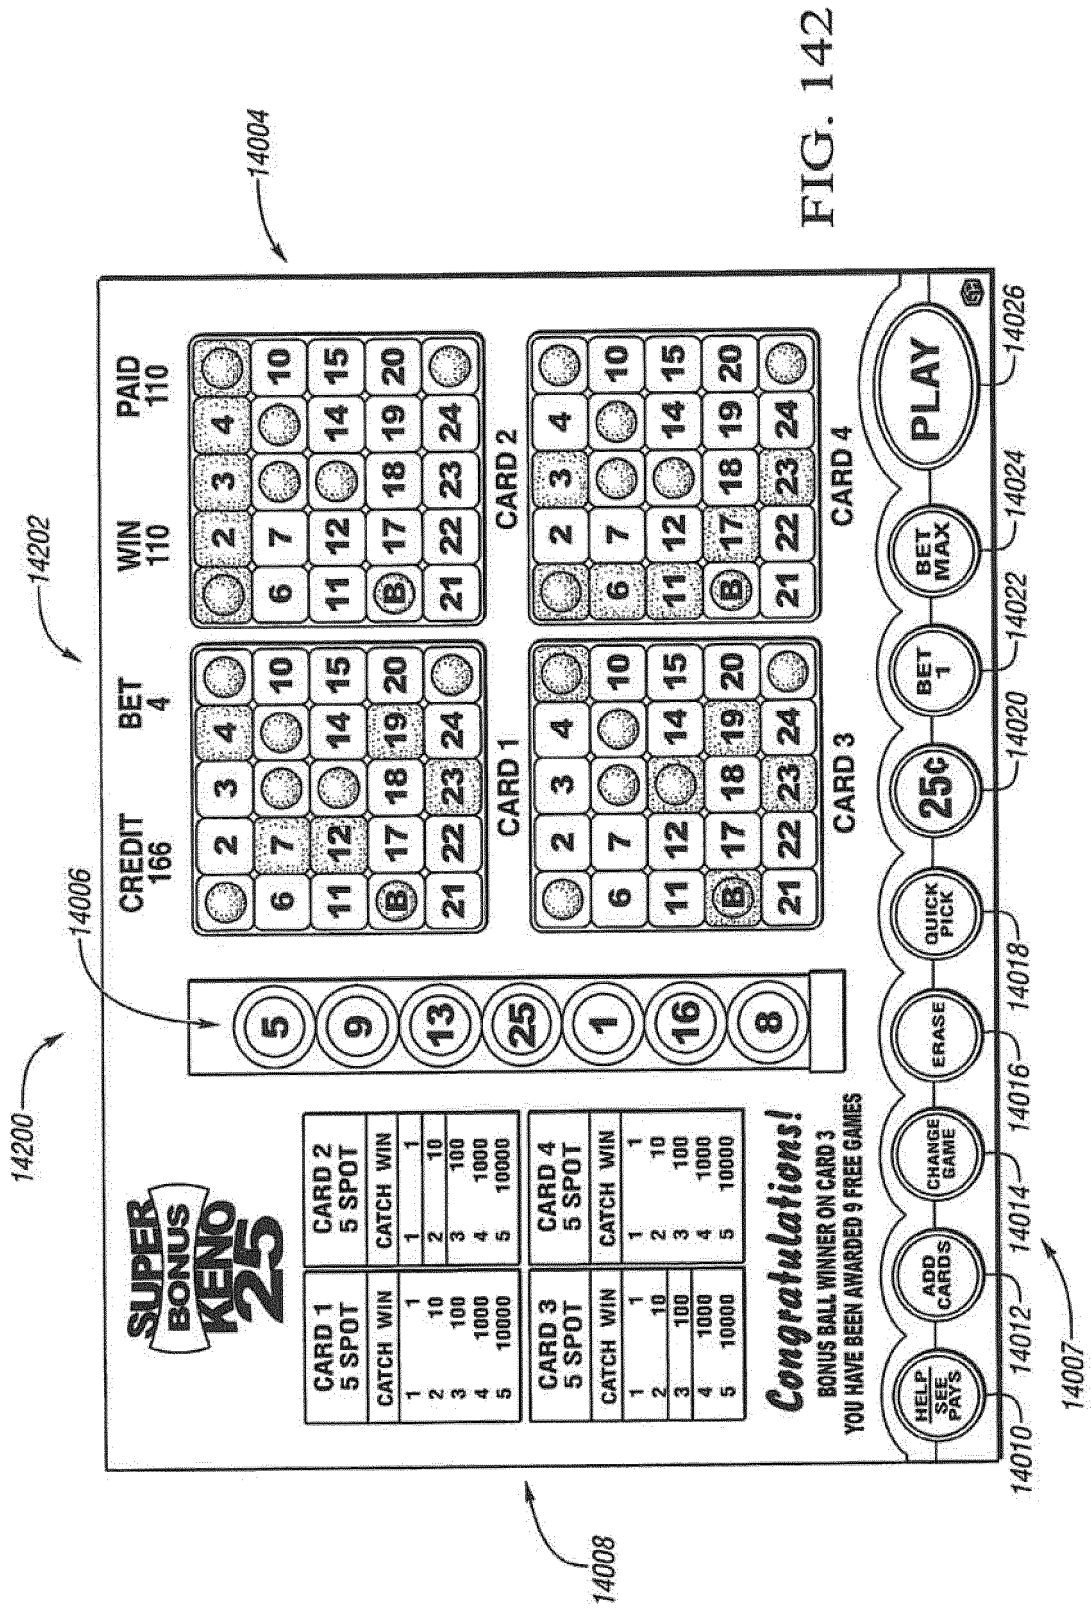 14200
14202
14006
14004
SUPER
BONUS
KENO
25
CREDIT BET WIN PAID
166 4 110 110
CARD 1 CARD 2
5 SPOT 5 SPOT
CATCH WIN CATCH WIN
1 1 1 1
2 10 2 10
3 100 3 100
4 1000 4 1000
5 10000 5 10000
CARD 3 CARD 4
5 SPOT 5 SPOT
CATCH WIN CATCH WIN
1 1 1 1
2 10 2 10
3 100 3 100
4 1000 4 1000
5 10000 5 10000
Congratulations!
BONUS BALL WINNER ON CARD 3
YOU HAVE BEEN AWARDED 9 FREE GAMES
5
9
13
25
1
16
8
2 3 4 2 3 4
6 7 10 6 7 10
11 12 14 15 11 12 14 15
B 17 18 19 20 B 17 18 19 20
21 22 23 24 21 22 23 24
CARD 1 CARD 2
2 3 4 2 3 4
6 7 10 6 7 10
11 12 14 15 11 12 14 15
B 17 18 19 20 B 17 18 19 20
21 22 23 24 21 22 23 24
CARD 3 CARD 4
HELP
SEE
PAYS
ADD
CARDS
CHANGE
GAME
ERASE
QUICK
PICK
25¢
BET
1
BET
MAX
PLAY
14008
14010 14012 14014 14016 14018 14020 14022 14024 14026
14007
FIG. 142